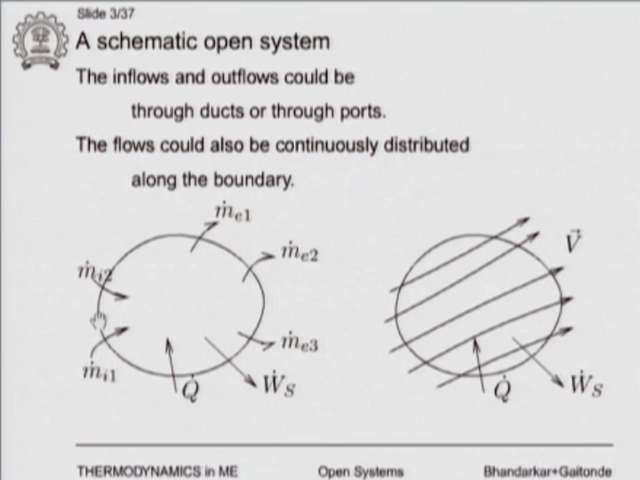 Slide 3/37
A schematic open system
The inflows and outflows could be
through ducts or through ports.
The flows could also be continuously distributed
along the boundary.
ṁe1
ṁe2
ṁi2
ṁe3
ṁi1
Q̇
ẆS
V⃗
Q̇
ẆS
THERMODYNAMICS in ME Open Systems Bhandarkar+Gaitonde